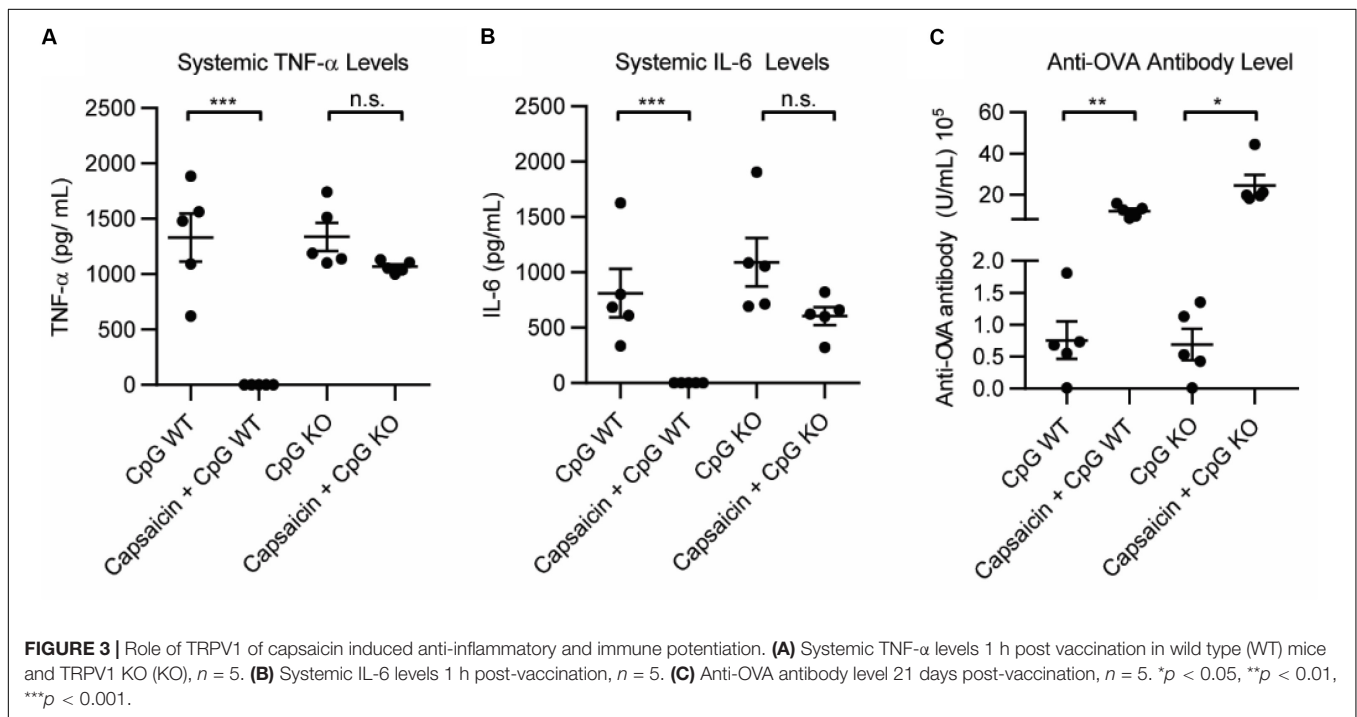 A
Systemic TNF-α Levels
***
n.s.
2500
2000
1500
1000
500
0
TNF-α (pg/ mL)
CpG WT
Capsaicin + CpG WT
CpG KO
Capsaicin + CpG KO
B
Systemic IL-6 Levels
***
n.s.
2500
2000
1500
1000
500
0
IL-6 (pg/mL)
CpG WT
Capsaicin + CpG WT
CpG KO
Capsaicin + CpG KO
C
Anti-OVA Antibody Level
**
*
60
40
20
2.0
1.5
1.0
0.5
0.0
Anti-OVA antibody (U/mL) 10⁵
CpG WT
Capsaicin + CpG WT
CpG KO
Capsaicin + CpG KO
FIGURE 3 | Role of TRPV1 of capsaicin induced anti-inflammatory and immune potentiation. (A) Systemic TNF-α levels 1 h post vaccination in wild type (WT) mice
and TRPV1 KO (KO), n = 5. (B) Systemic IL-6 levels 1 h post-vaccination, n = 5. (C) Anti-OVA antibody level 21 days post-vaccination, n = 5. *p < 0.05, **p < 0.01,
***p < 0.001.